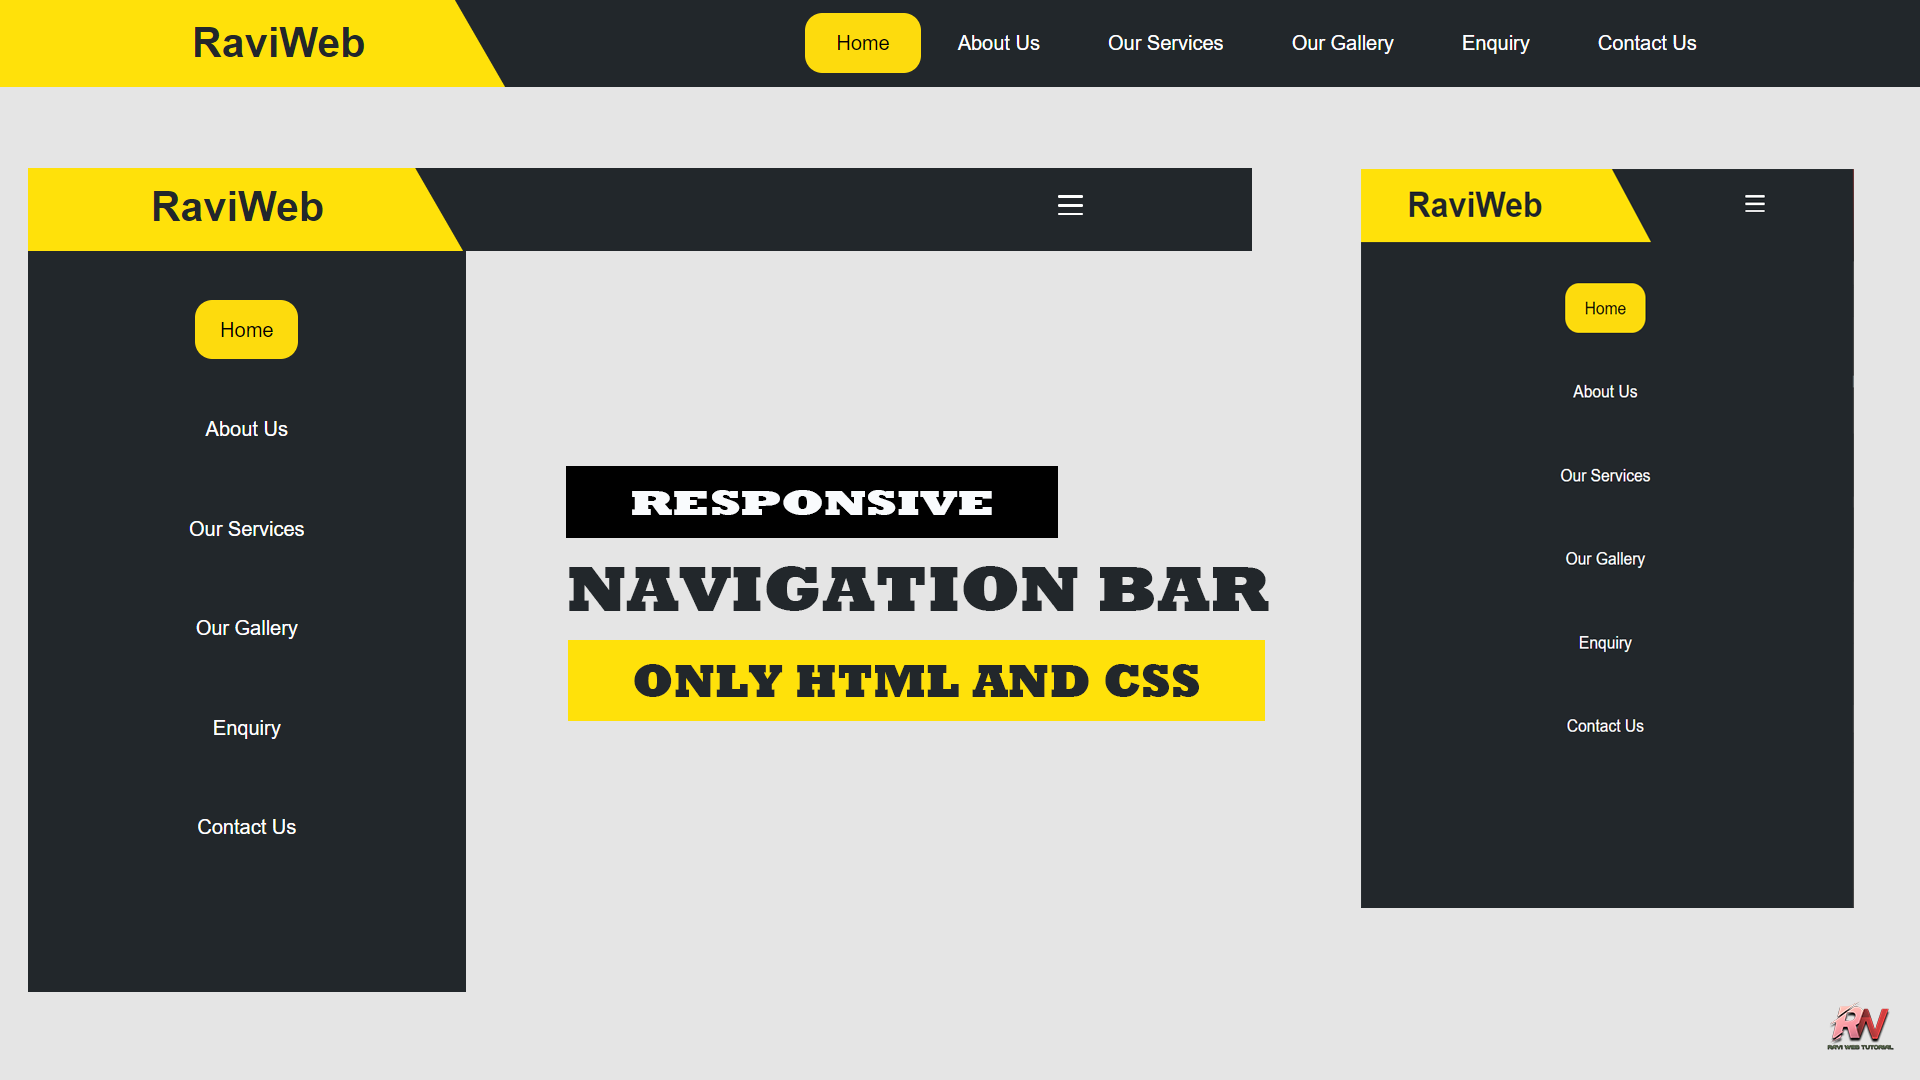 RaviWeb
Home About Us Our Services Our Gallery Enquiry Contact Us
RaviWeb
Home
About Us
Our Services
Our Gallery
Enquiry
Contact Us
RESPONSIVE
NAVIGATION BAR
ONLY HTML AND CSS
RaviWeb
Home
About Us
Our Services
Our Gallery
Enquiry
Contact Us
RN
RAVI WEB TUTORIAL